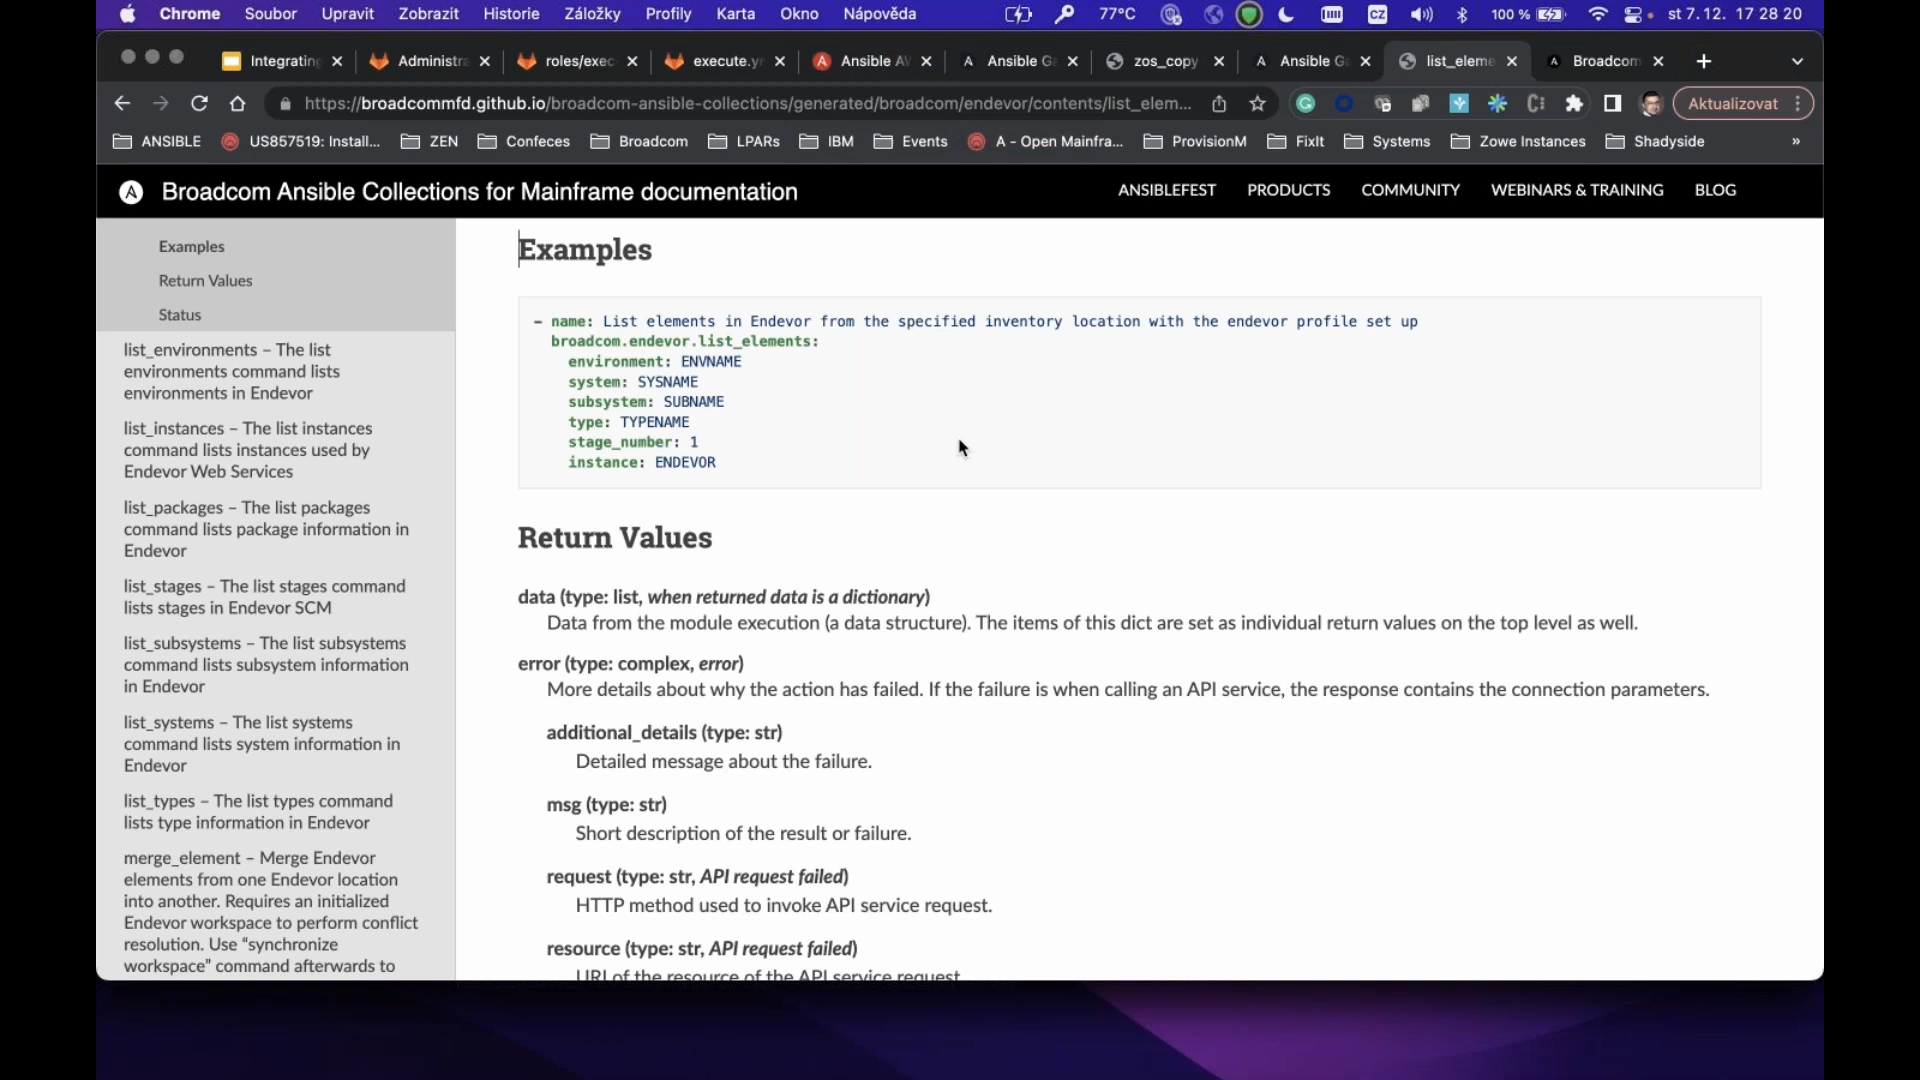 Chrome Soubor Upravit Zobrazit Historie Záložky Profily Karta Okno Nápověda 77°C CZ 100 % st 7. 12. 17 28 20
Integrating Administra roles/exec execute.y Ansible A Ansible G zos_copy Ansible G list_eleme Broadcom
https://broadcommfd.github.io/broadcom-ansible-collections/generated/broadcom/endevor/contents/list_elem... Aktualizovat
ANSIBLE US857519: Install... ZEN Confeces Broadcom LPARs IBM Events A - Open Mainfra... ProvisionM FixIt Systems Zowe Instances Shadyside »
Broadcom Ansible Collections for Mainframe documentation ANSIBLEFEST PRODUCTS COMMUNITY WEBINARS & TRAINING BLOG
Examples
Return Values
Status
list_environments – The list
environments command lists
environments in Endevor
list_instances – The list instances
command lists instances used by
Endevor Web Services
list_packages – The list packages
command lists package information in
Endevor
list_stages – The list stages command
lists stages in Endevor SCM
list_subsystems – The list subsystems
command lists subsystem information
in Endevor
list_systems – The list systems
command lists system information in
Endevor
list_types – The list types command
lists type information in Endevor
merge_element – Merge Endevor
elements from one Endevor location
into another. Requires an initialized
Endevor workspace to perform conflict
resolution. Use “synchronize
workspace” command afterwards to
Examples
- name: List elements in Endevor from the specified inventory location with the endevor profile set up
broadcom.endevor.list_elements:
environment: ENVNAME
system: SYSNAME
subsystem: SUBNAME
type: TYPENAME
stage_number: 1
instance: ENDEVOR
Return Values
data (type: list, when returned data is a dictionary)
Data from the module execution (a data structure). The items of this dict are set as individual return values on the top level as well.
error (type: complex, error)
More details about why the action has failed. If the failure is when calling an API service, the response contains the connection parameters.
additional_details (type: str)
Detailed message about the failure.
msg (type: str)
Short description of the result or failure.
request (type: str, API request failed)
HTTP method used to invoke API service request.
resource (type: str, API request failed)
URI of the resource of the API service request